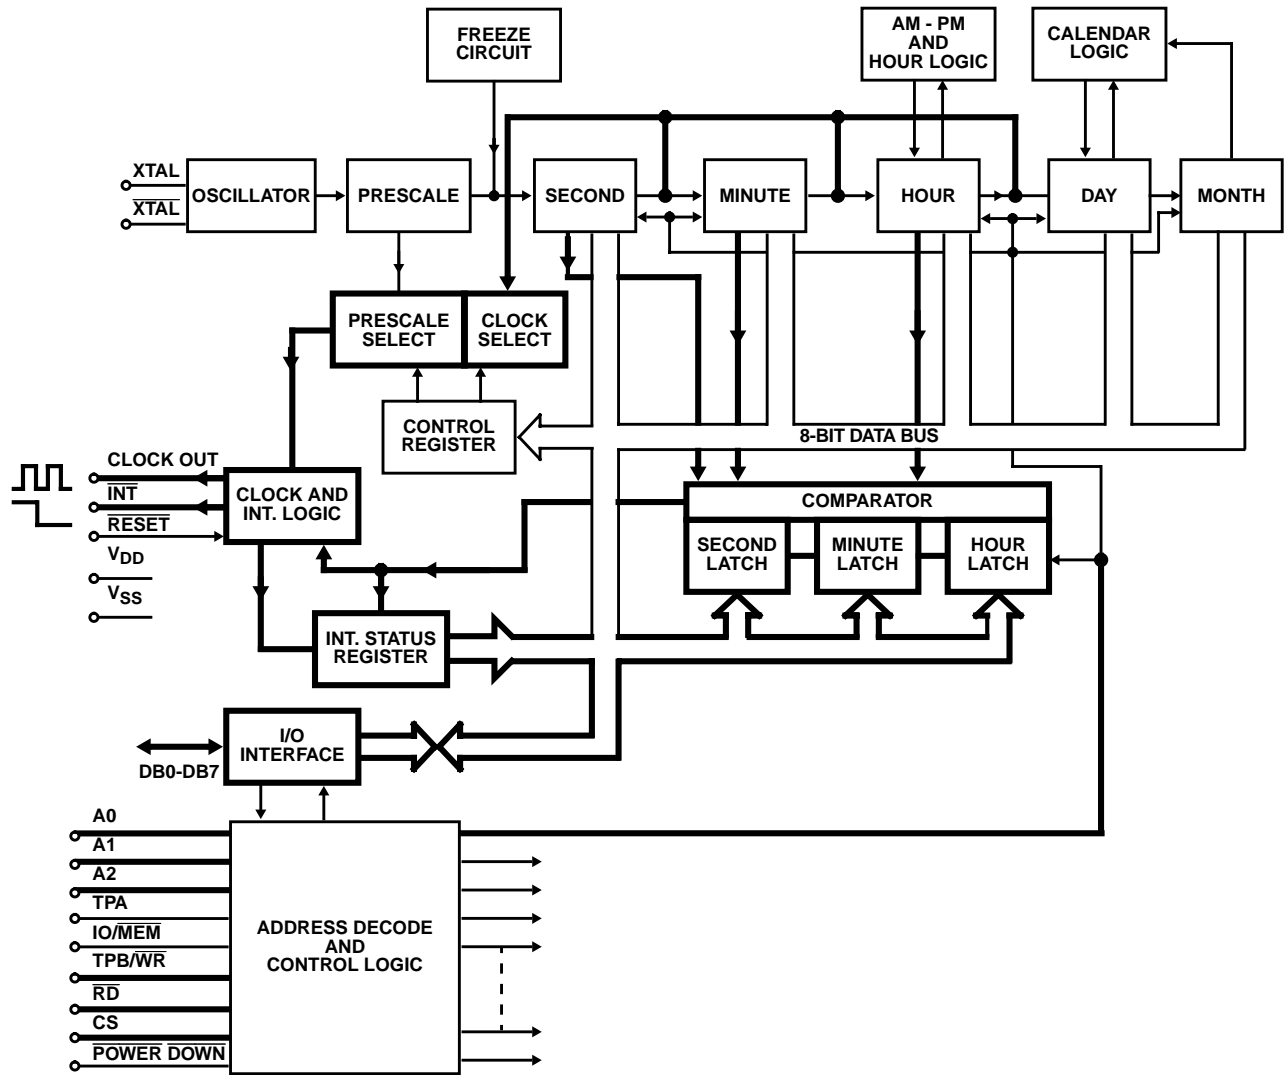 FREEZE
CIRCUIT
AM - PM
AND
HOUR LOGIC
CALENDAR
LOGIC
XTAL
XTAL
OSCILLATOR
PRESCALE
SECOND
MINUTE
HOUR
DAY
MONTH
PRESCALE
SELECT
CLOCK
SELECT
CONTROL
REGISTER
8-BIT DATA BUS
CLOCK OUT
INT
RESET
VDD
VSS
CLOCK AND
INT. LOGIC
COMPARATOR
SECOND
LATCH
MINUTE
LATCH
HOUR
LATCH
INT. STATUS
REGISTER
I/O
INTERFACE
DB0-DB7
A0
A1
A2
TPA
IO/MEM
TPB/WR
RD
CS
POWER DOWN
ADDRESS DECODE
AND
CONTROL LOGIC